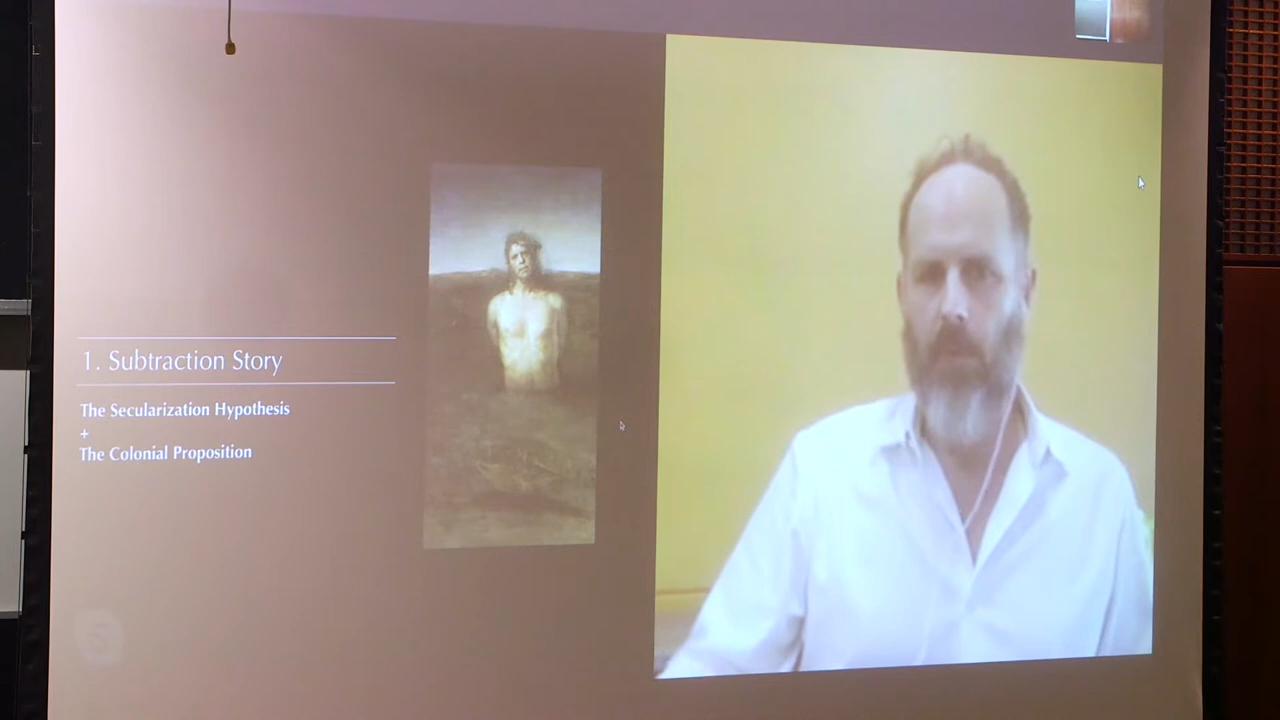 1. Subtraction Story
The Secularization Hypothesis
+
The Colonial Proposition